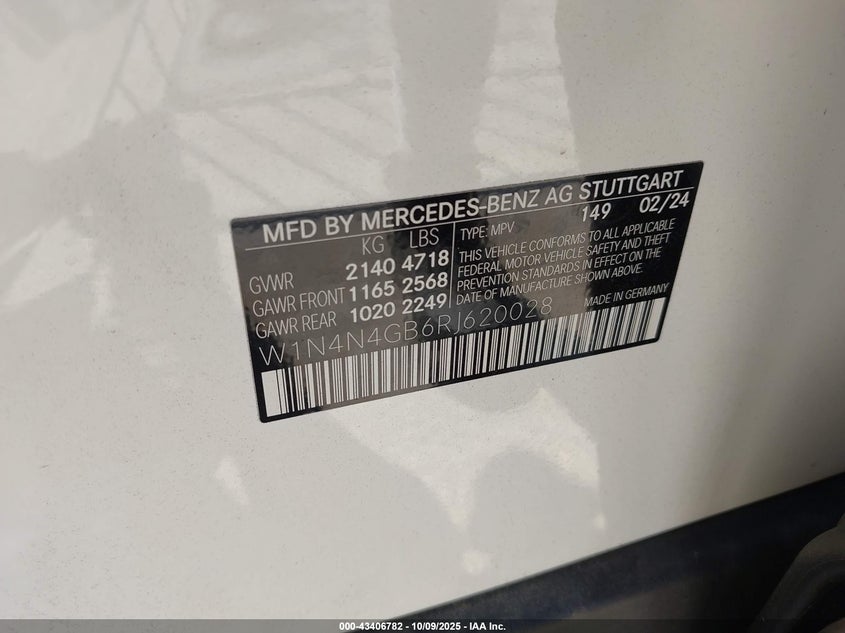 MFD BY MERCEDES-BENZ AG STUTTGART
KG LBS
GVWR 2140 4718
GAWR FRONT 1165 2568
GAWR REAR 1020 2249
TYPE: MPV 149 02/24
THIS VEHICLE CONFORMS TO ALL APPLICABLE
FEDERAL MOTOR VEHICLE SAFETY AND THEFT
PREVENTION STANDARDS IN EFFECT ON THE
DATE OF MANUFACTURE SHOWN ABOVE.
MADE IN GERMANY
W1N4N4GB6RJ620028
000-43406782 - 10/09/2025 - IAA Inc.